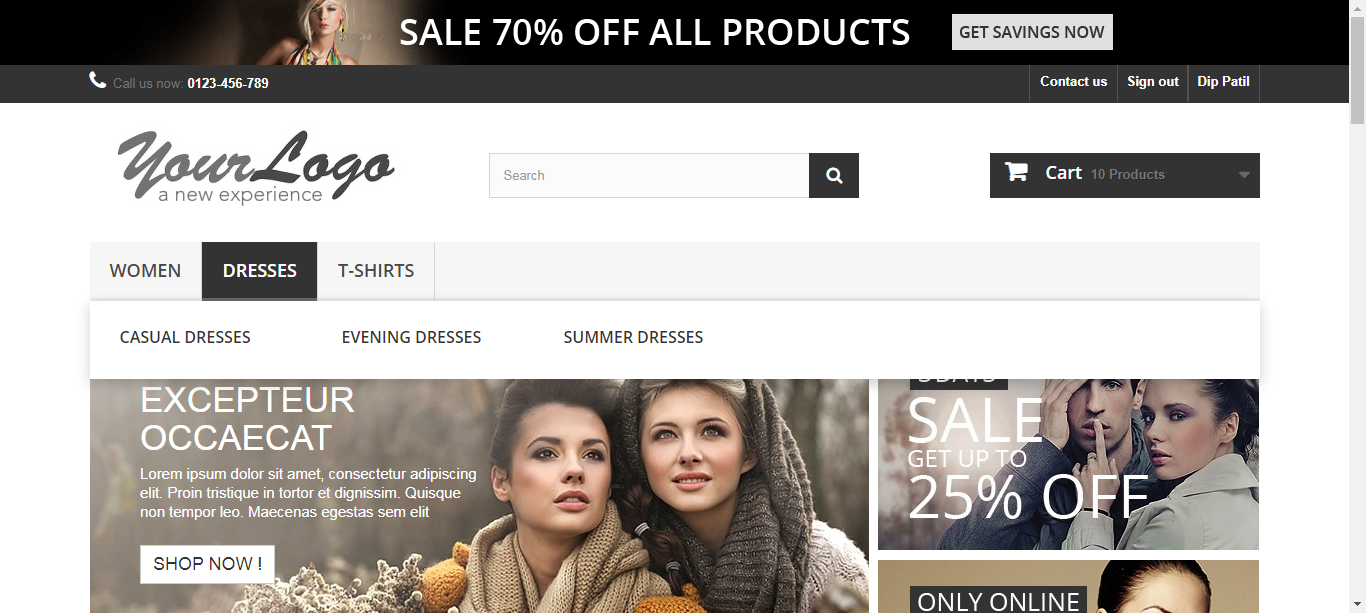 SALE 70% OFF ALL PRODUCTS
GET SAVINGS NOW
Call us now: 0123-456-789
Contact us
Sign out
Dip Patil
YourLogo
a new experience
Search
Cart 10 Products
WOMEN
DRESSES
T-SHIRTS
CASUAL DRESSES
EVENING DRESSES
SUMMER DRESSES
EXCEPTEUR
OCCAECAT
Lorem ipsum dolor sit amet, consectetur adipiscing
elit. Proin tristique in tortor et dignissim. Quisque
non tempor leo. Maecenas egestas sem elit
SHOP NOW !
SALE
GET UP TO
25% OFF
ONLY ONLINE